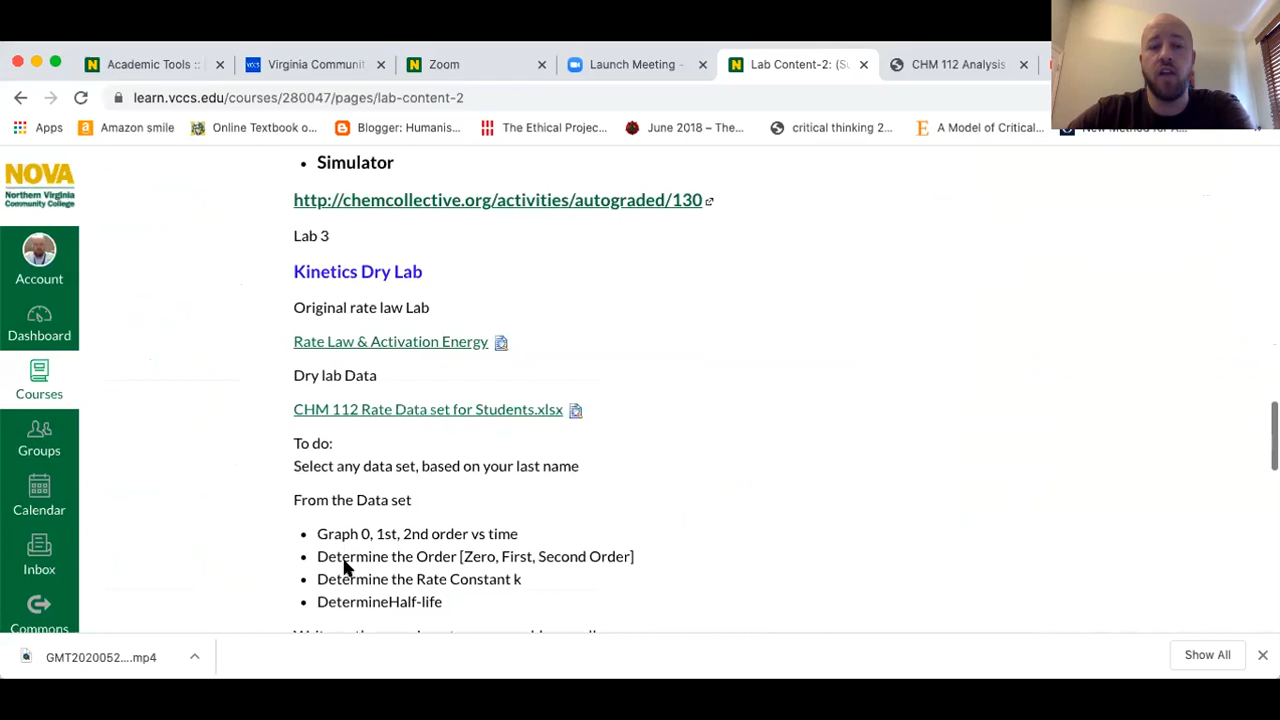 Academic Tools ::
Virginia Communit
Zoom
Launch Meeting -
Lab Content-2: (Su
CHM 112 Analysis
learn.vccs.edu/courses/280047/pages/lab-content-2
Apps
Amazon smile
Online Textbook o...
Blogger: Humanis...
The Ethical Projec...
June 2018 – The...
critical thinking 2...
A Model of Critical...
New Method for A...
NOVA
Northern Virginia
Community College
Account
Dashboard
Courses
Groups
Calendar
Inbox
Commons
• Simulator
http://chemcollective.org/activities/autograded/130
Lab 3
Kinetics Dry Lab
Original rate law Lab
Rate Law & Activation Energy
Dry lab Data
CHM 112 Rate Data set for Students.xlsx
To do:
Select any data set, based on your last name
From the Data set
• Graph 0, 1st, 2nd order vs time
• Determine the Order [Zero, First, Second Order]
• Determine the Rate Constant k
• DetermineHalf-life
GMT2020052....mp4
Show All